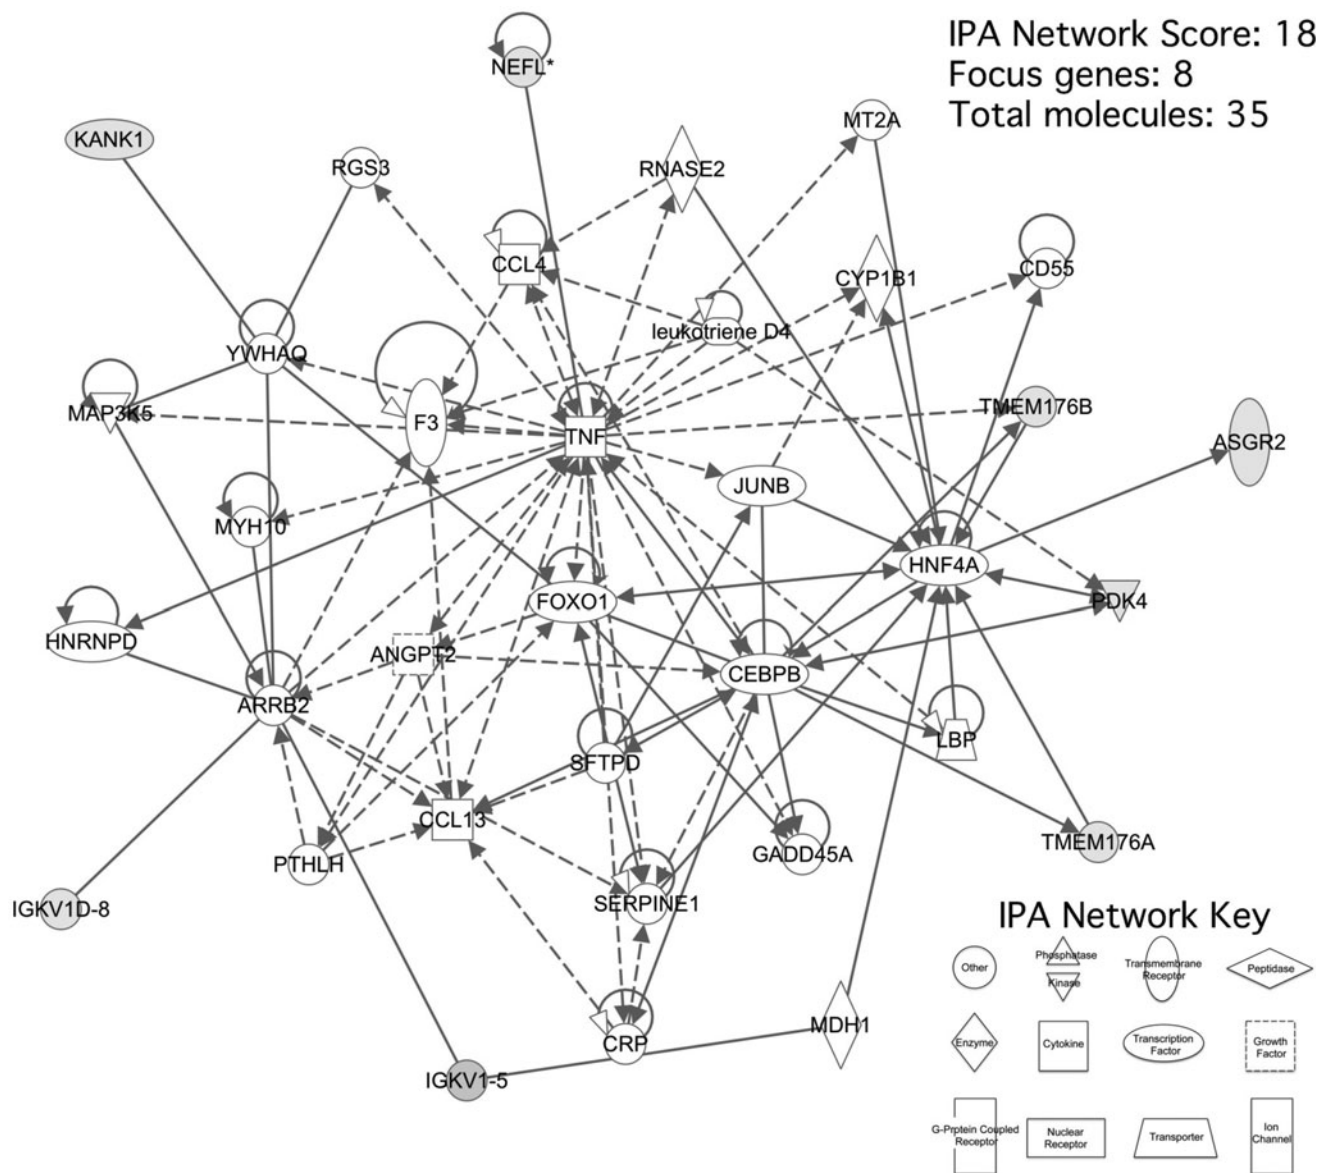 IPA Network Score: 18
Focus genes: 8
Total molecules: 35
NEFL*
KANK1
MT2A
RGS3
RNASE2
CCL4
CYP1B1
CD55
leukotriene D4
YWHAQ
MAP3K5
F3
TNF
TMEM176B
ASGR2
JUNB
MYH10
HNF4A
FOXO1
PDK4
HNRNPD
ANGPT2
CEBPB
ARRB2
LBP
SFTPD
CCL13
TMEM176A
GADD45A
PTHLH
SERPINE1
IGKV1D-8
MDH1
CRP
IGKV1-5
IPA Network Key
Other
Phosphatase
Kinase
Transmembrane
Receptor
Peptidase
Enzyme
Cytokine
Transcription
Factor
Growth
Factor
G-Prtein Coupled
Receptor
Nuclear
Receptor
Transporter
Ion
Channel